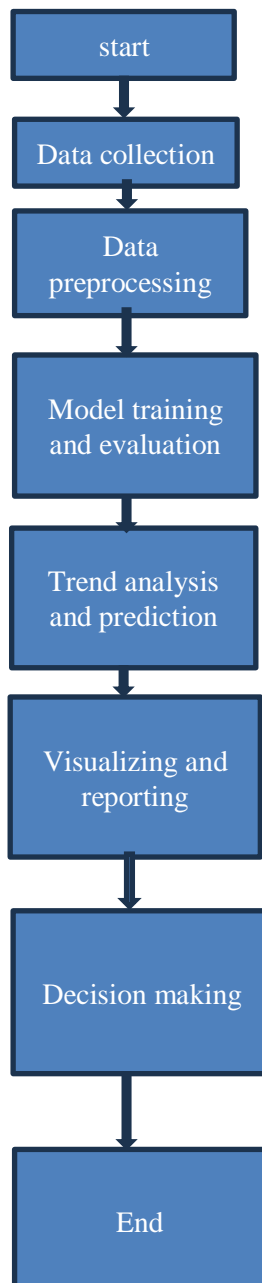 start
Data collection
Data
preprocessing
Model training
and evaluation
Trend analysis
and prediction
Visualizing and
reporting
Decision making
End